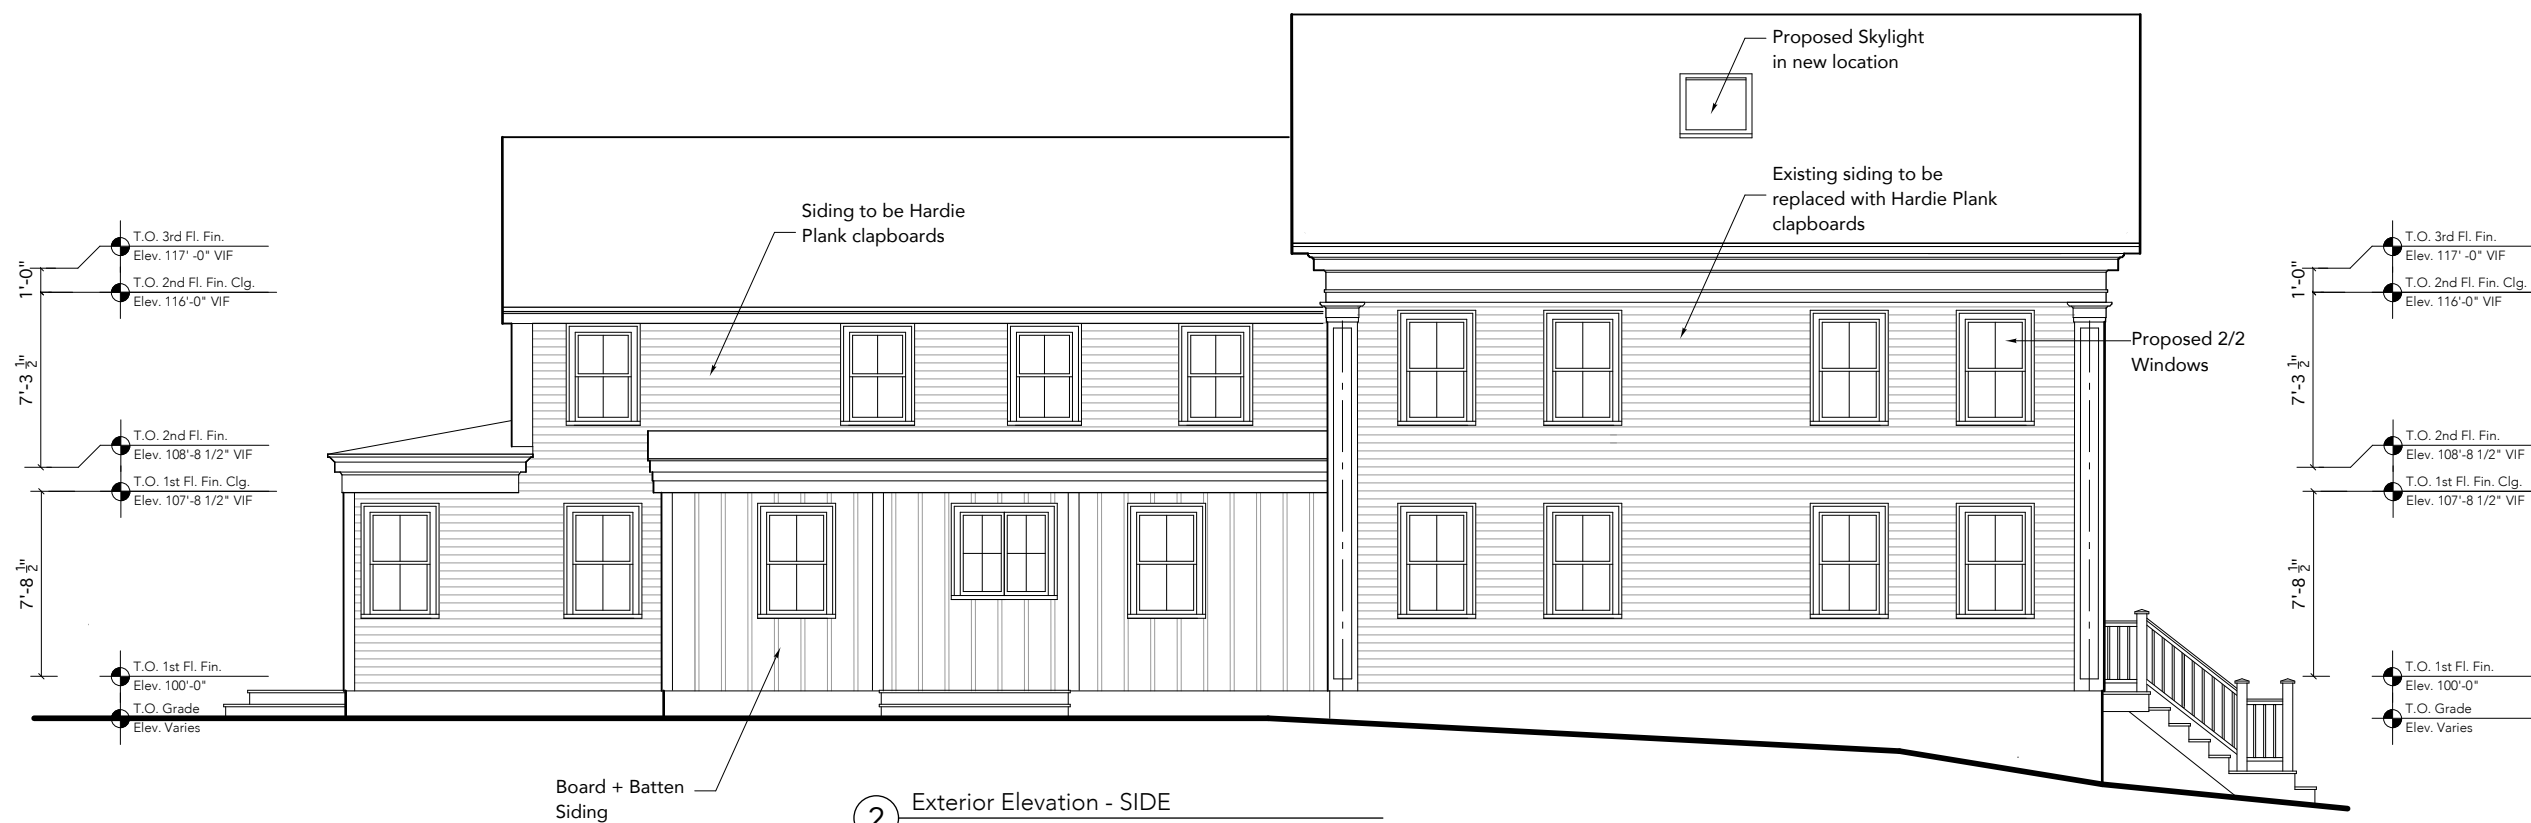 Proposed Skylight
in new location
Existing siding to be
replaced with Hardie Plank
clapboards
Siding to be Hardie
Plank clapboards
T.O. 3rd Fl. Fin.
Elev. 117' -0" VIF
T.O. 2nd Fl. Fin. Clg.
Elev. 116'-0" VIF
T.O. 2nd Fl. Fin.
Elev. 108'-8 1/2" VIF
T.O. 1st Fl. Fin. Clg.
Elev. 107'-8 1/2" VIF
T.O. 1st Fl. Fin.
Elev. 100'-0"
T.O. Grade
Elev. Varies
1'-0"
7'-3 1/2"
7'-8 1/2"
Proposed 2/2
Windows
T.O. 3rd Fl. Fin.
Elev. 117' -0" VIF
T.O. 2nd Fl. Fin. Clg.
Elev. 116'-0" VIF
T.O. 2nd Fl. Fin.
Elev. 108'-8 1/2" VIF
T.O. 1st Fl. Fin. Clg.
Elev. 107'-8 1/2" VIF
T.O. 1st Fl. Fin.
Elev. 100'-0"
T.O. Grade
Elev. Varies
1'-0"
7'-3 1/2"
7'-8 1/2"
Board + Batten
Siding
2 Exterior Elevation - SIDE